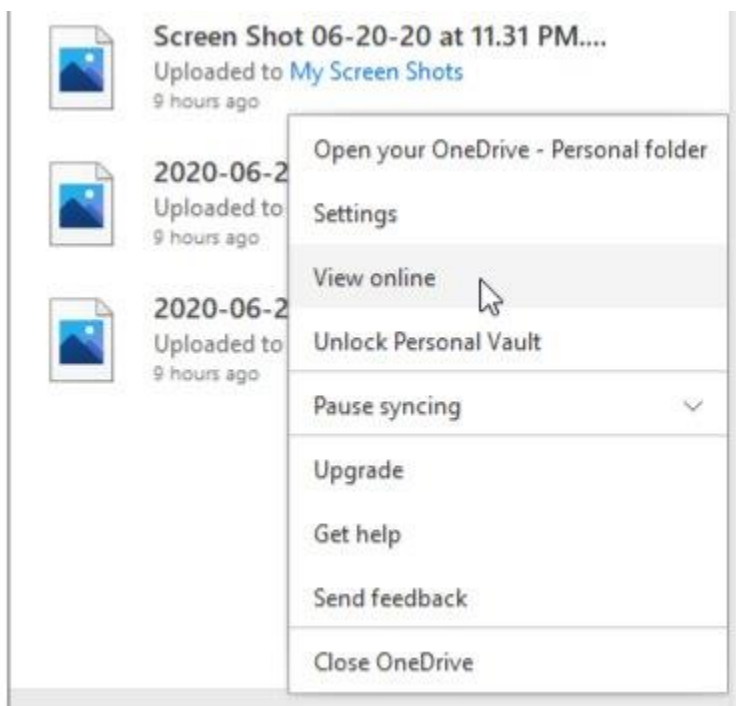 Screen Shot 06-20-20 at 11.31 PM....
Uploaded to My Screen Shots
9 hours ago
2020-06-2
Uploaded to
9 hours ago
2020-06-2
Uploaded to
9 hours ago
Open your OneDrive - Personal folder
Settings
View online
Unlock Personal Vault
Pause syncing
Upgrade
Get help
Send feedback
Close OneDrive